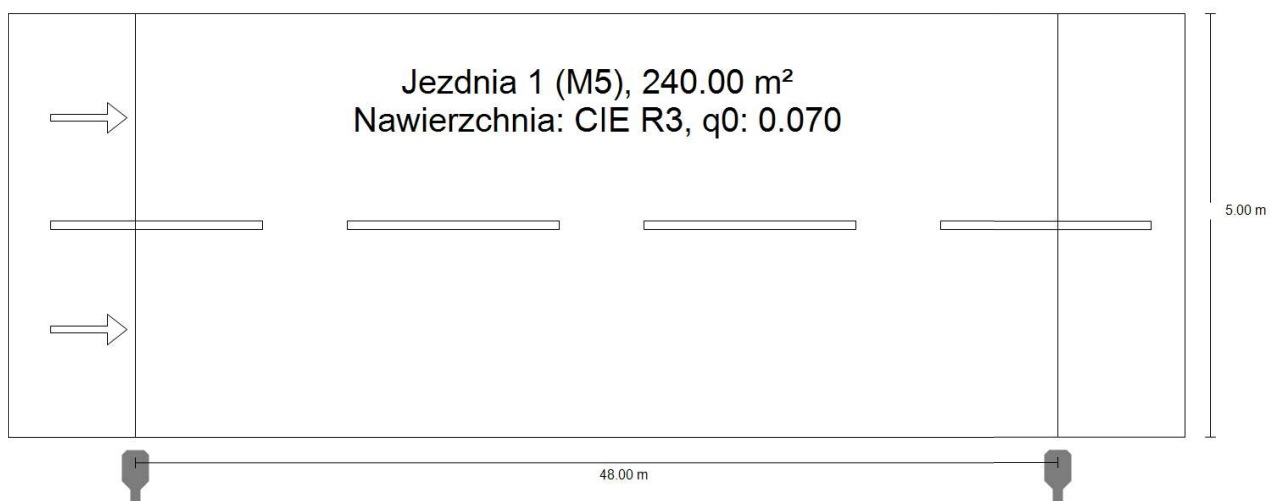 Jezdnia 1 (M5), 240.00 m²
Nawierzchnia: CIE R3, q0: 0.070
5.00 m
48.00 m